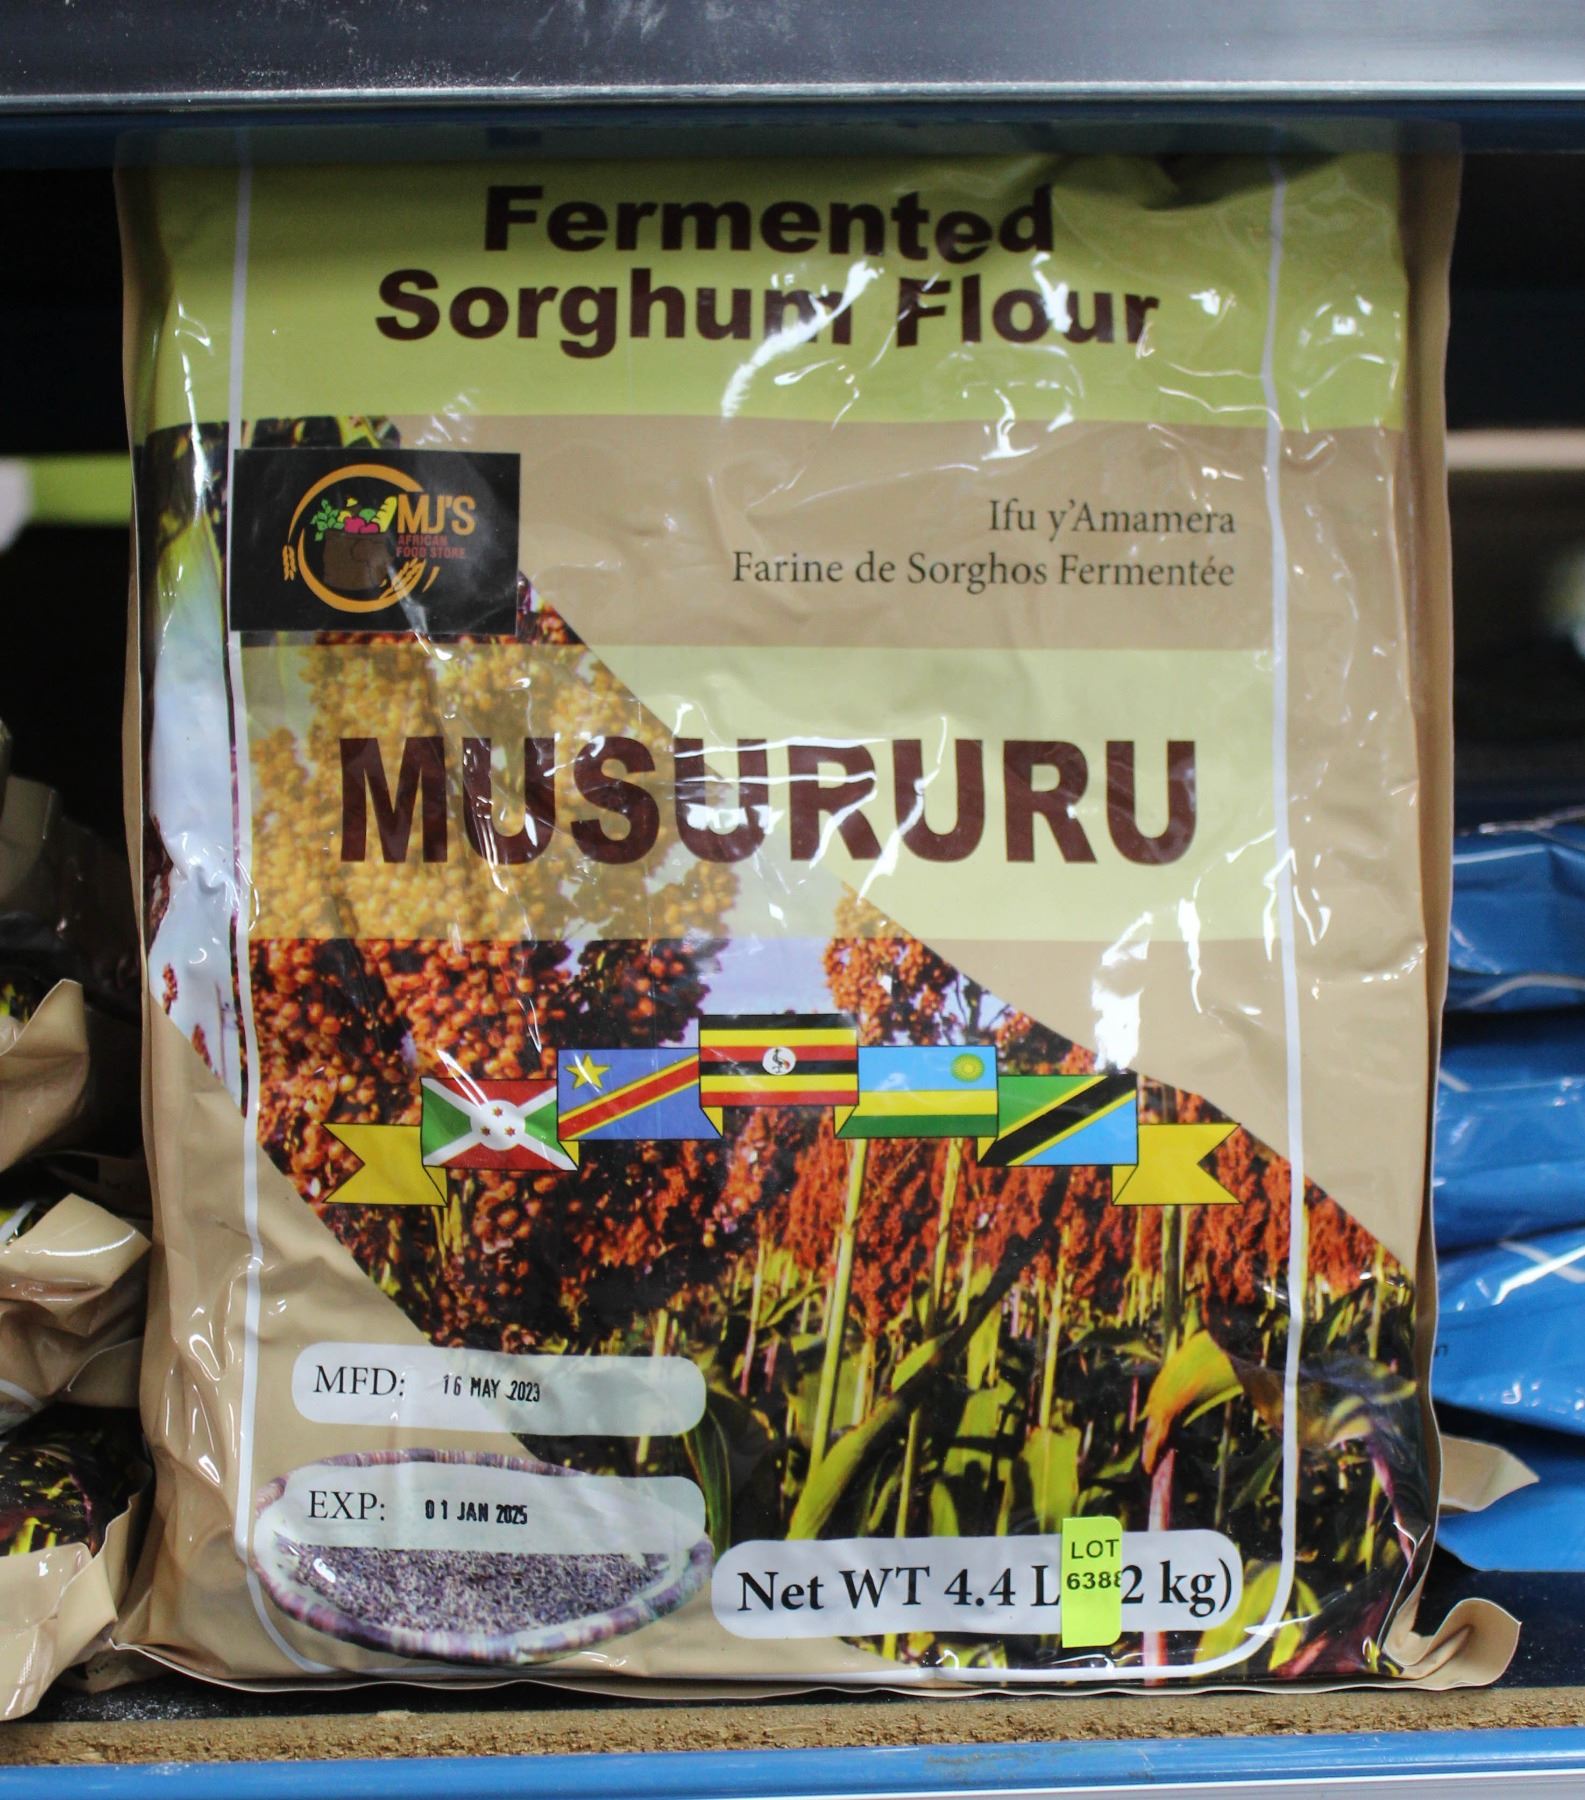 Fermented
Sorghum Flour
MJ'S
AFRICAN
FOOD STORE
Ifu y'Amamera
Farine de Sorghos Fermentée
MUSURURU
MFD: 16 MAY 2023
EXP: 01 JAN 2025
Net WT 4.4 L 2 kg)
LOT
6388